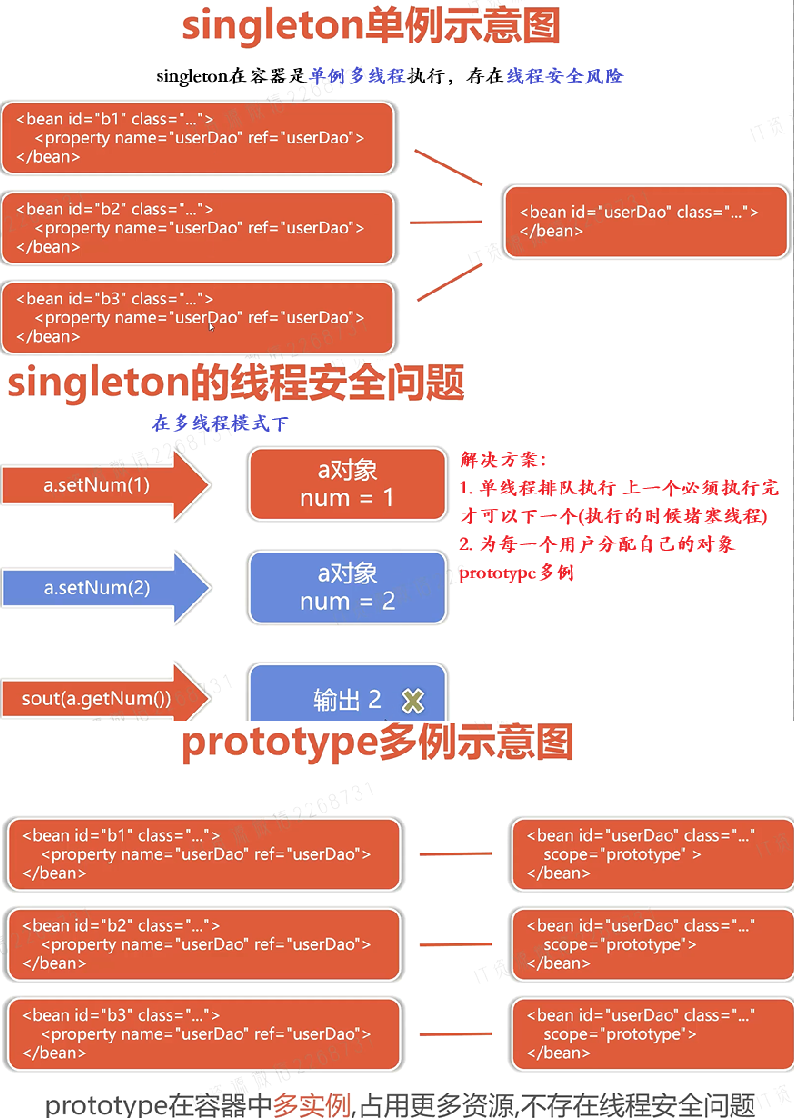 singleton单例示意图
singleton在容器是单例多线程执行，存在线程安全风险
<bean id="b1" class="...">
<property name="userDao" ref="userDao">
</bean>
<bean id="b2" class="...">
<property name="userDao" ref="userDao">
</bean>
<bean id="b3" class="...">
<property name="userDao" ref="userDao">
</bean>
<bean id="userDao" class="...">
</bean>
singleton的线程安全问题
在多线程模式下
a.setNum(1)
a对象
num = 1
a.setNum(2)
a对象
num = 2
sout(a.getNum())
输出 2
解决方案：
1. 单线程排队执行 上一个必须执行完
才可以下一个(执行的时候堵塞线程)
2. 为每一个用户分配自己的对象
prototype多例
prototype多例示意图
<bean id="b1" class="...">
<property name="userDao" ref="userDao">
</bean>
<bean id="userDao" class="..."
scope="prototype" >
</bean>
<bean id="b2" class="...">
<property name="userDao" ref="userDao">
</bean>
<bean id="userDao" class="..."
scope="prototype">
</bean>
<bean id="b3" class="...">
<property name="userDao" ref="userDao">
</bean>
<bean id="userDao" class="..."
scope="prototype">
</bean>
prototype在容器中多实例,占用更多资源,不存在线程安全问题